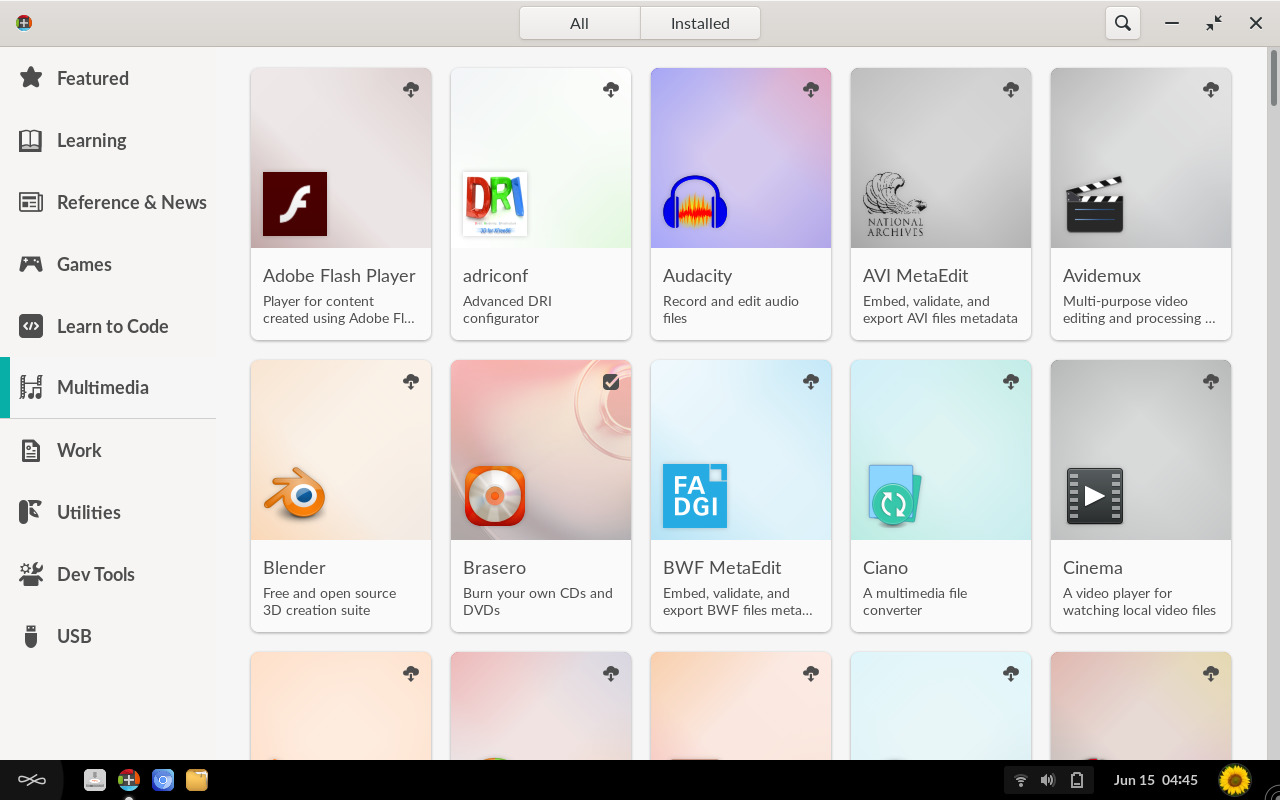 All
Installed
Featured
Learning
Reference & News
Games
Learn to Code
Multimedia
Work
Utilities
Dev Tools
USB
Adobe Flash Player
Player for content
created using Adobe Fl...
DRI
adriconf
Advanced DRI
configurator
Audacity
Record and edit audio
files
NATIONAL
ARCHIVES
AVI MetaEdit
Embed, validate, and
export AVI files metadata
Avidemux
Multi-purpose video
editing and processing ...
Blender
Free and open source
3D creation suite
Brasero
Burn your own CDs and
DVDs
FA
DGI
BWF MetaEdit
Embed, validate, and
export BWF files meta...
Ciano
A multimedia file
converter
Cinema
A video player for
watching local video files
Jun 15 04:45